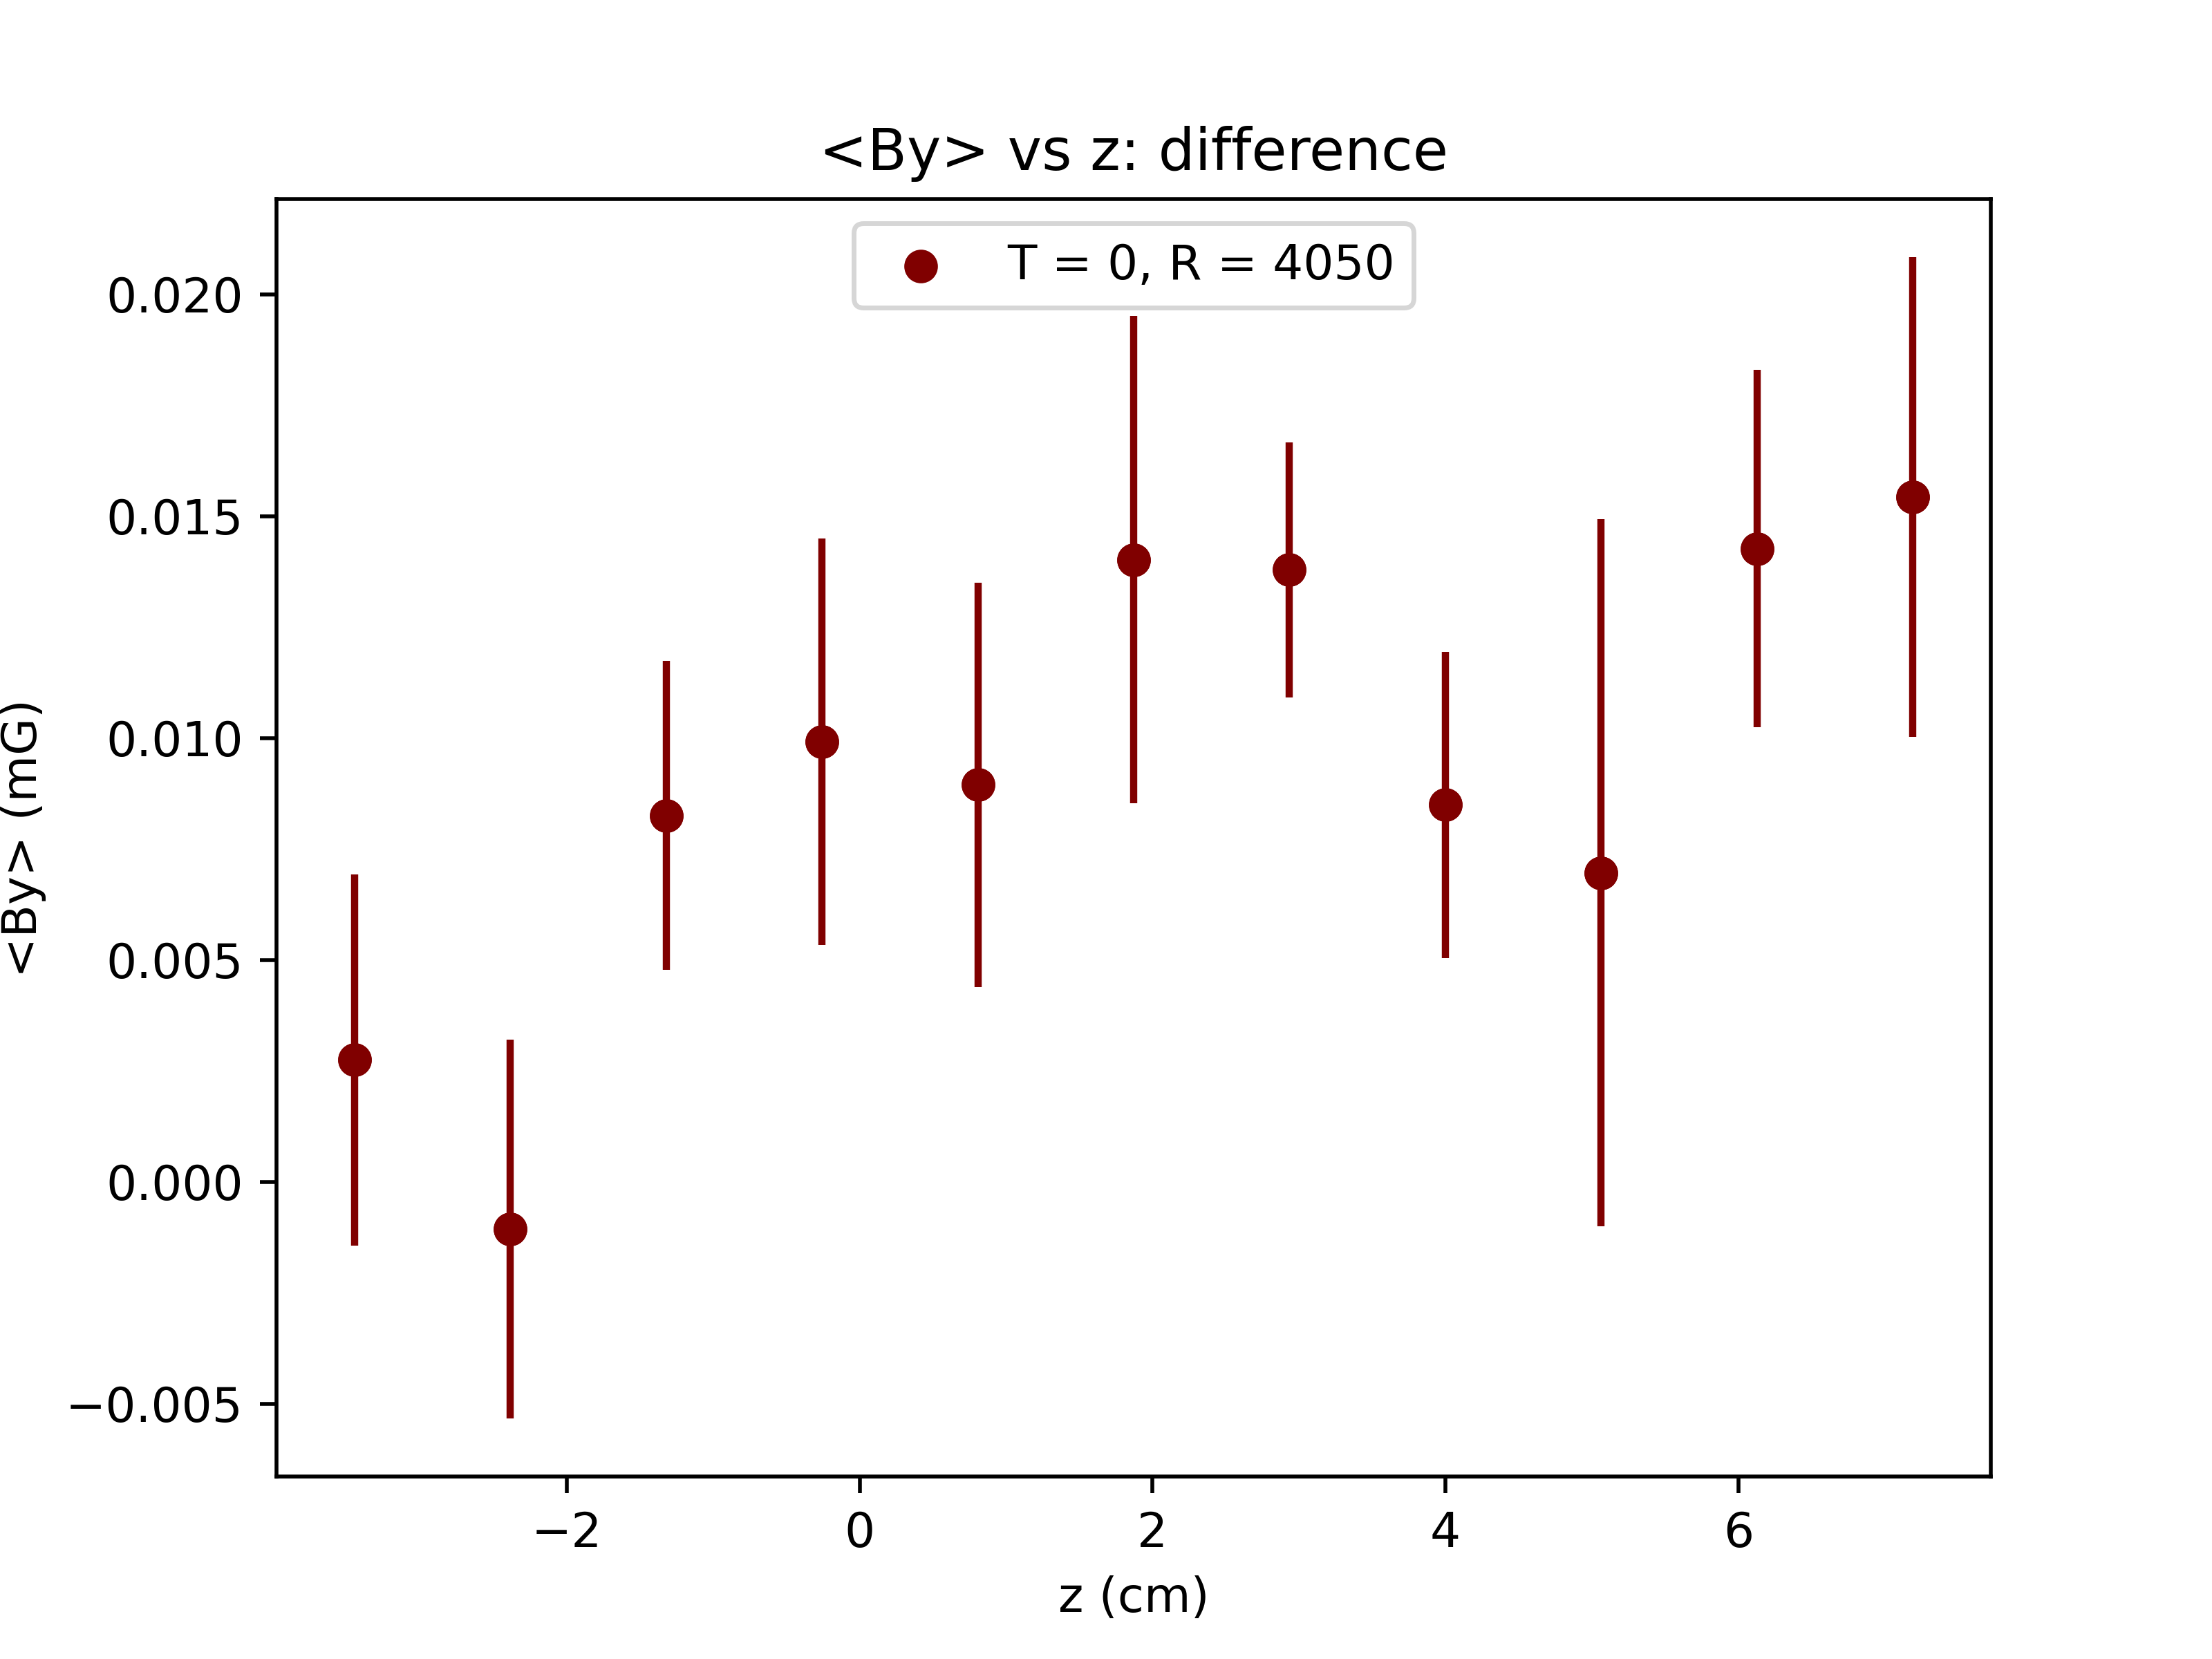 <By> vs z: difference
T = 0, R = 4050
0.020
0.015
0.010
0.005
0.000
−0.005
<By> (mG)
−2 0 2 4 6
z (cm)